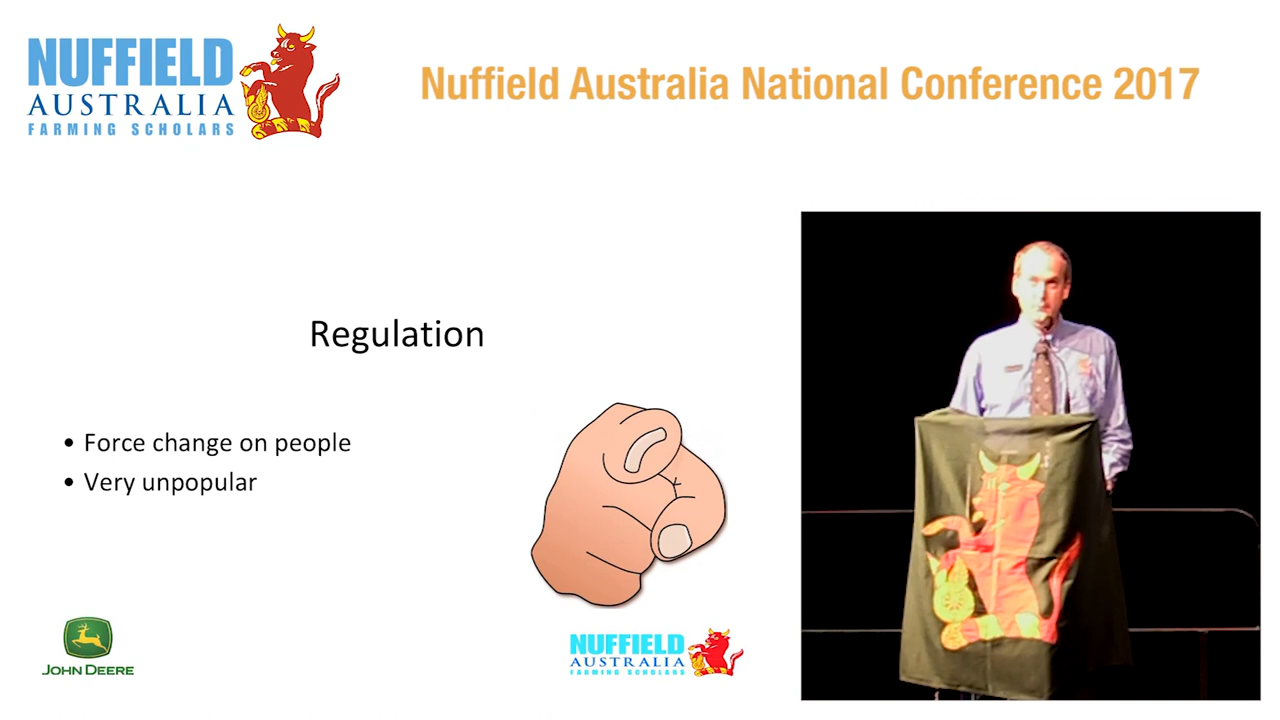 NUFFIELD
AUSTRALIA
FARMING SCHOLARS
Nuffield Australia National Conference 2017
Regulation
• Force change on people
• Very unpopular
JOHN DEERE
NUFFIELD
AUSTRALIA
FARMING SCHOLARS